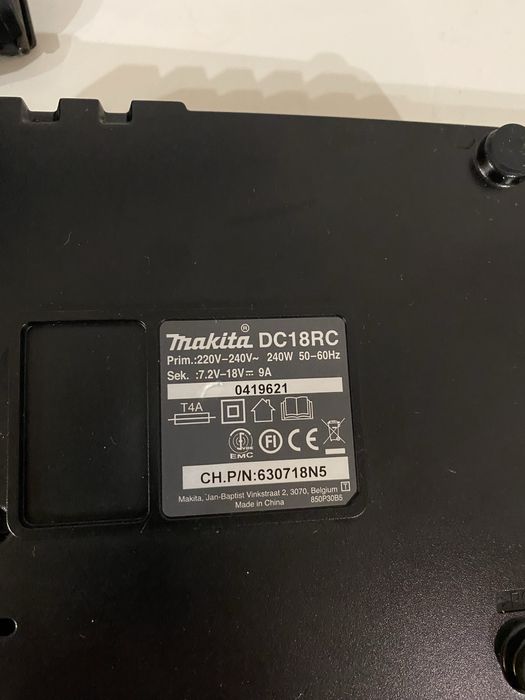 makita® DC18RC
Prim.:220V–240V~ 240W 50–60Hz
Sek. :7.2V–18V⎓ 9A
0419621
T4A
EMC
FI CE
CH.P/N:630718N5
Makita, Jan-Baptist Vinkstraat 2, 3070, Belgium T
Made in China 850P30B5